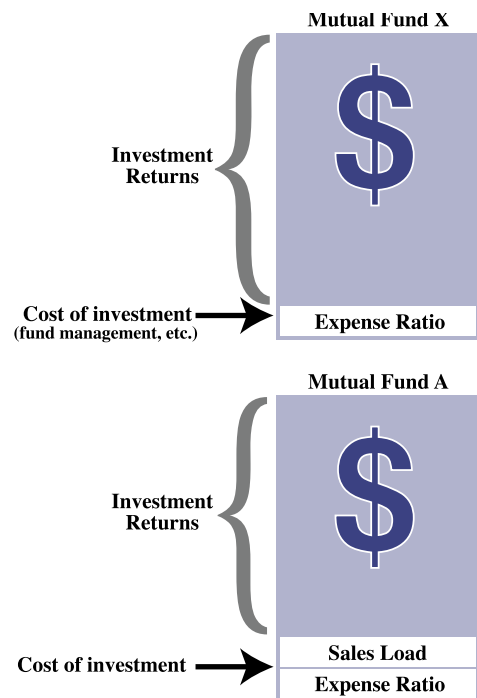 Mutual Fund X
$
Investment
Returns
Cost of investment
(fund management, etc.)
Expense Ratio
Mutual Fund A
$
Investment
Returns
Sales Load
Cost of investment
Expense Ratio